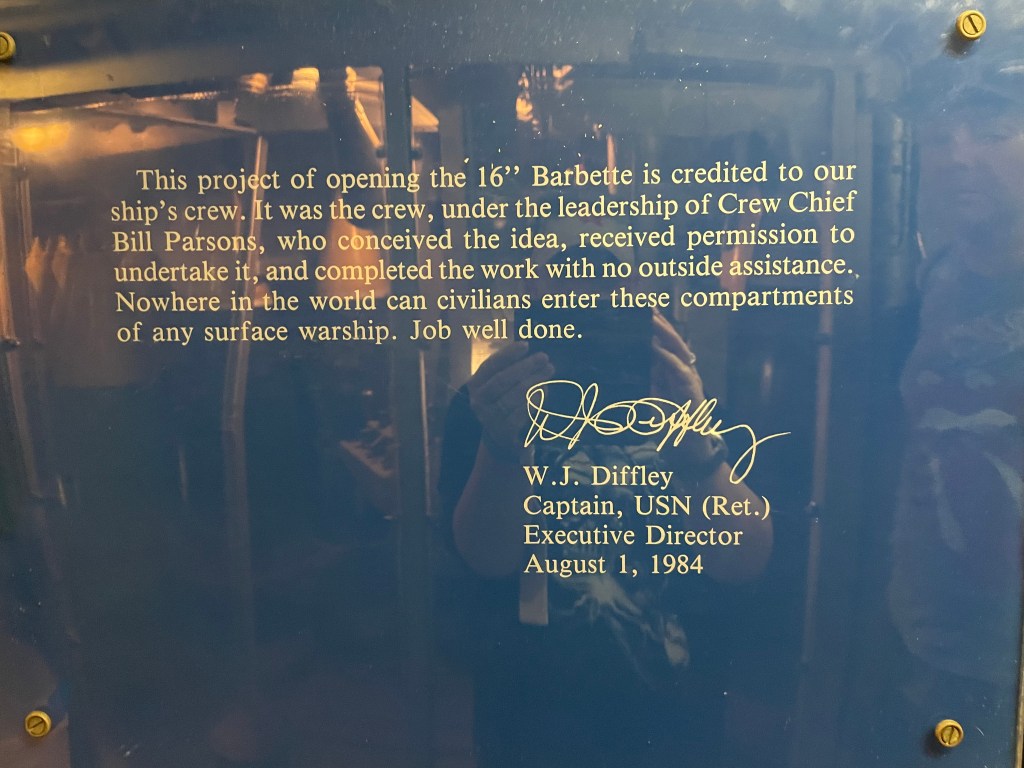 This project of opening the 16’’ Barbette is credited to our
ship’s crew. It was the crew, under the leadership of Crew Chief
Bill Parsons, who conceived the idea, received permission to
undertake it, and completed the work with no outside assistance.
Nowhere in the world can civilians enter these compartments
of any surface warship. Job well done.
W J Diffley
W.J. Diffley
Captain, USN (Ret.)
Executive Director
August 1, 1984